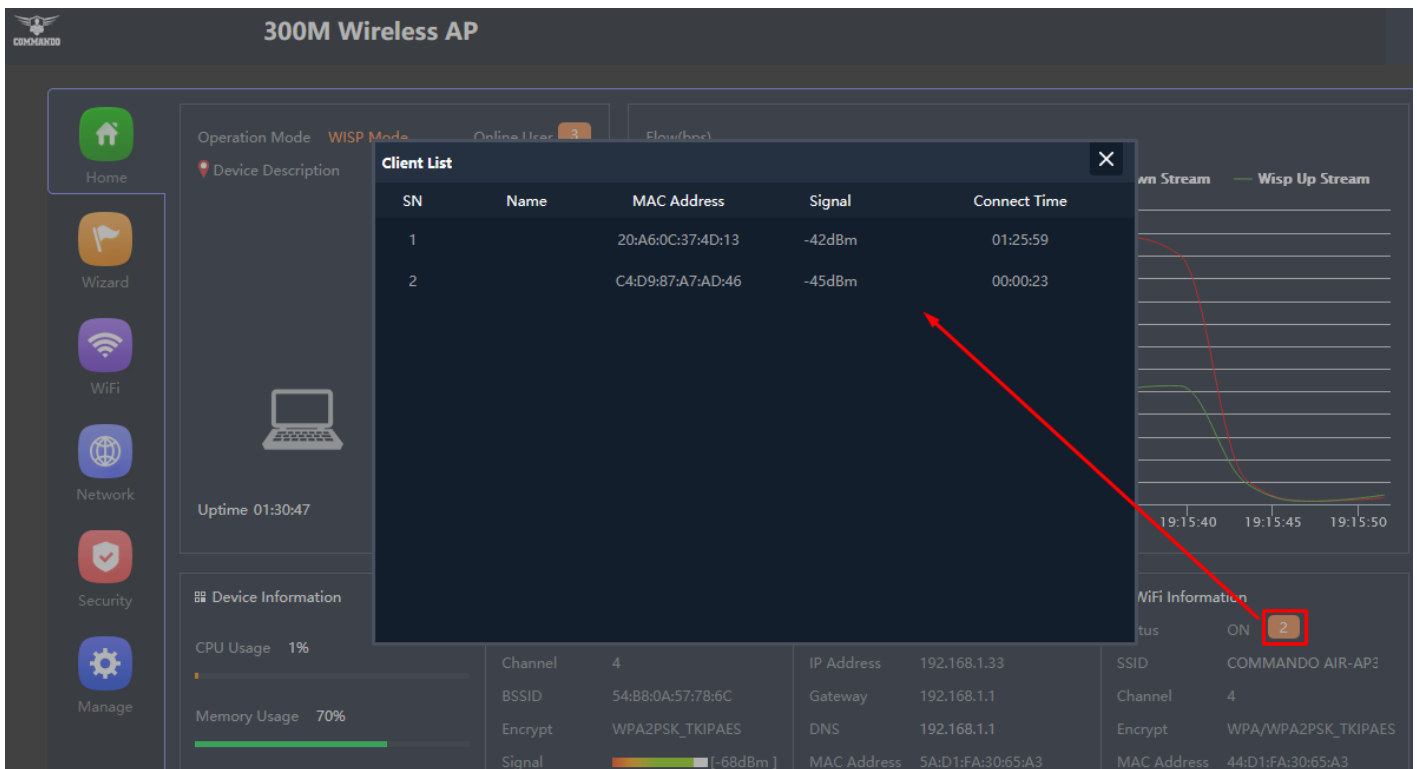 COMMANDO
300M Wireless AP
Home
Wizard
WiFi
Network
Security
Manage
Operation Mode WISP Mode Online User 3
Device Description
Uptime 01:30:47
Flow(bps)
wn Stream Wisp Up Stream
19:15:40 19:15:45 19:15:50
Client List
SN Name MAC Address Signal Connect Time
1 20:A6:0C:37:4D:13 -42dBm 01:25:59
2 C4:D9:87:A7:AD:46 -45dBm 00:00:23
Device Information
CPU Usage 1%
Memory Usage 70%
Channel 4
BSSID 54:B8:0A:57:78:6C
Encrypt WPA2PSK_TKIPAES
Signal [-68dBm ]
IP Address 192.168.1.33
Gateway 192.168.1.1
DNS 192.168.1.1
MAC Address 5A:D1:FA:30:65:A3
WiFi Information
tus ON 2
SSID COMMANDO AIR-AP3
Channel 4
Encrypt WPA/WPA2PSK_TKIPAES
MAC Address 44:D1:FA:30:65:A3